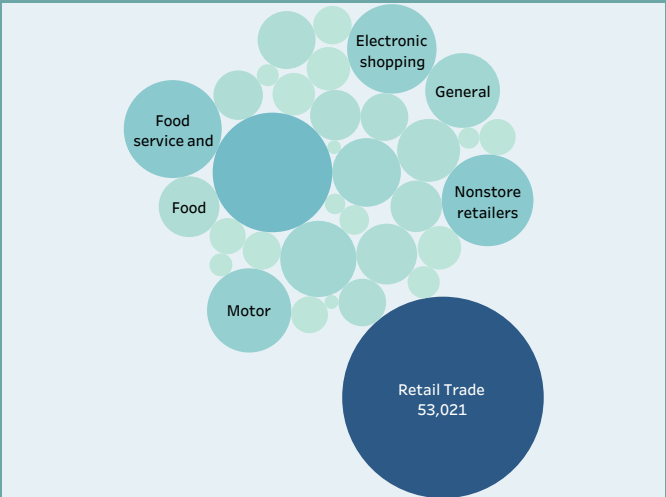 Electronic
shopping
General
Food
service and
Nonstore
retailers
Food
Motor
Retail Trade
53,021